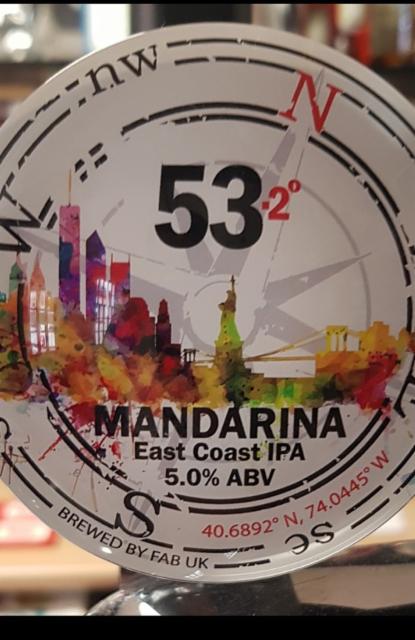 nw
N
W
53.2°
MANDARINA
East Coast IPA
5.0% ABV
40.6892° N, 74.0445° W
S
se
BREWED BY FAB UK